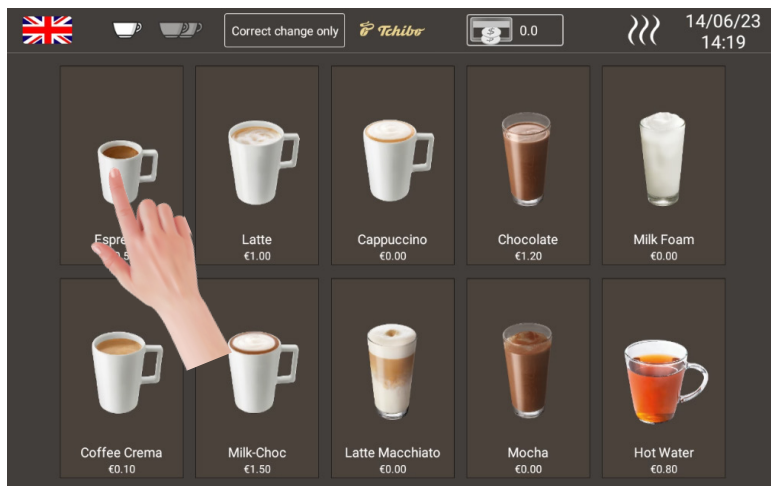 Correct change only
Tchibo
0.0
14/06/23
14:19
Latte
€1.00
Cappuccino
€0.00
Chocolate
€1.20
Milk Foam
€0.00
Coffee Crema
€0.10
Milk-Choc
€1.50
Latte Macchiato
€0.00
Mocha
€0.00
Hot Water
€0.80